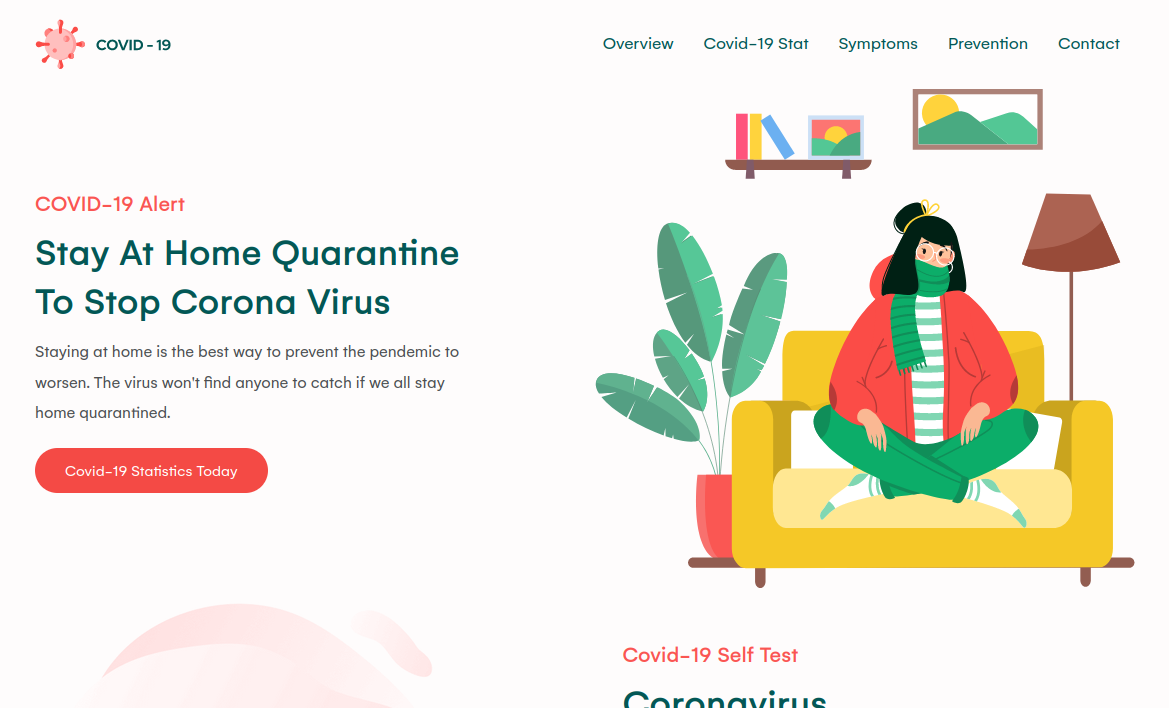 COVID - 19
Overview
Covid-19 Stat
Symptoms
Prevention
Contact
COVID-19 Alert
Stay At Home Quarantine
To Stop Corona Virus
Staying at home is the best way to prevent the pendemic to
worsen. The virus won't find anyone to catch if we all stay
home quarantined.
Covid-19 Statistics Today
Covid-19 Self Test
Coronavirus